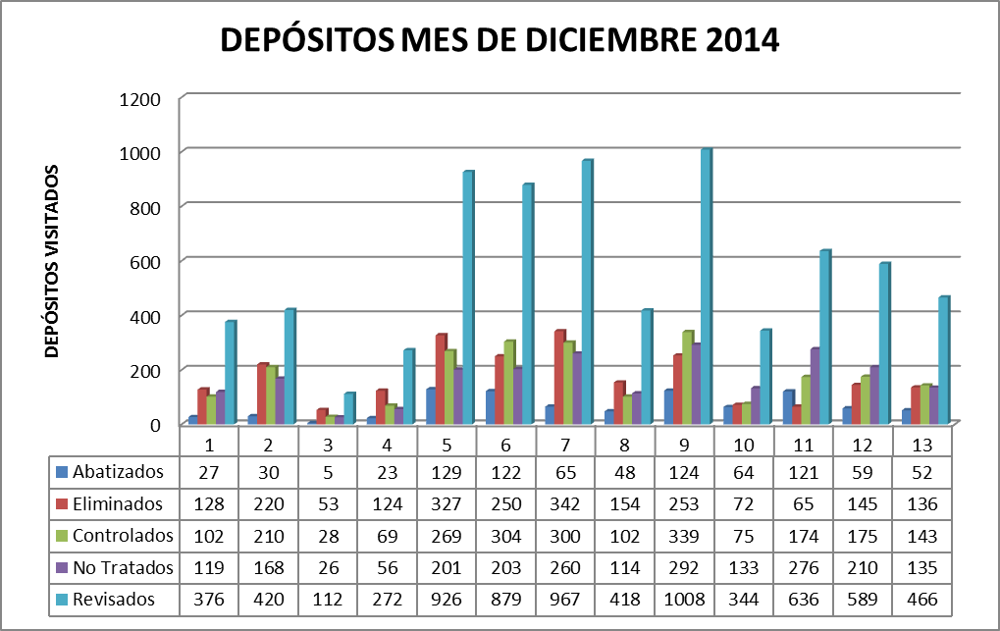 DEPÓSITOS MES DE DICIEMBRE 2014
DEPÓSITOS VISITADOS
1200
1000
800
600
400
200
0
1 2 3 4 5 6 7 8 9 10 11 12 13
Abatizados 27 30 5 23 129 122 65 48 124 64 121 59 52
Eliminados 128 220 53 124 327 250 342 154 253 72 65 145 136
Controlados 102 210 28 69 269 304 300 102 339 75 174 175 143
No Tratados 119 168 26 56 201 203 260 114 292 133 276 210 135
Revisados 376 420 112 272 926 879 967 418 1008 344 636 589 466